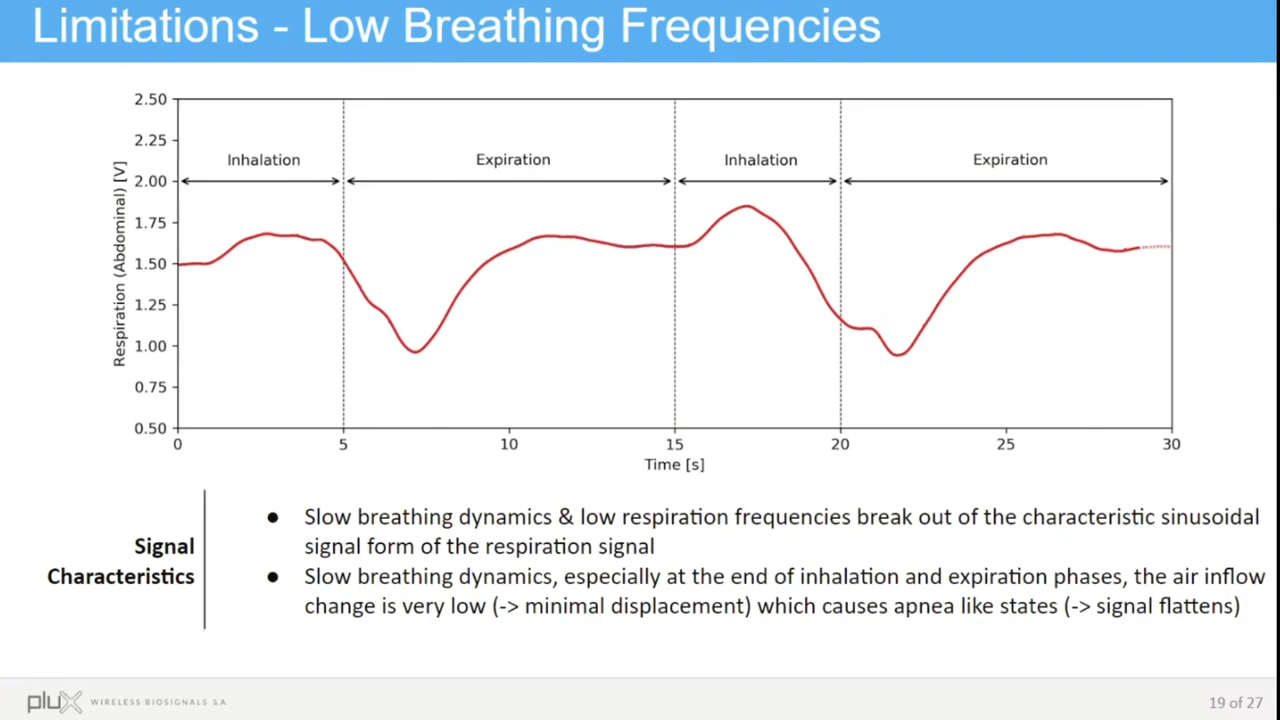 Limitations - Low Breathing Frequencies
2.50
2.25
2.00
1.75
1.50
1.25
1.00
0.75
0.50
Respiration (Abdominal) [V]
Inhalation
Expiration
Inhalation
Expiration
0
5
10
15
20
25
30
Time [s]
Signal
Characteristics
● Slow breathing dynamics & low respiration frequencies break out of the characteristic sinusoidal
signal form of the respiration signal
● Slow breathing dynamics, especially at the end of inhalation and expiration phases, the air inflow
change is very low (-> minimal displacement) which causes apnea like states (-> signal flattens)
plux WIRELESS BIOSIGNALS S.A.
19 of 27